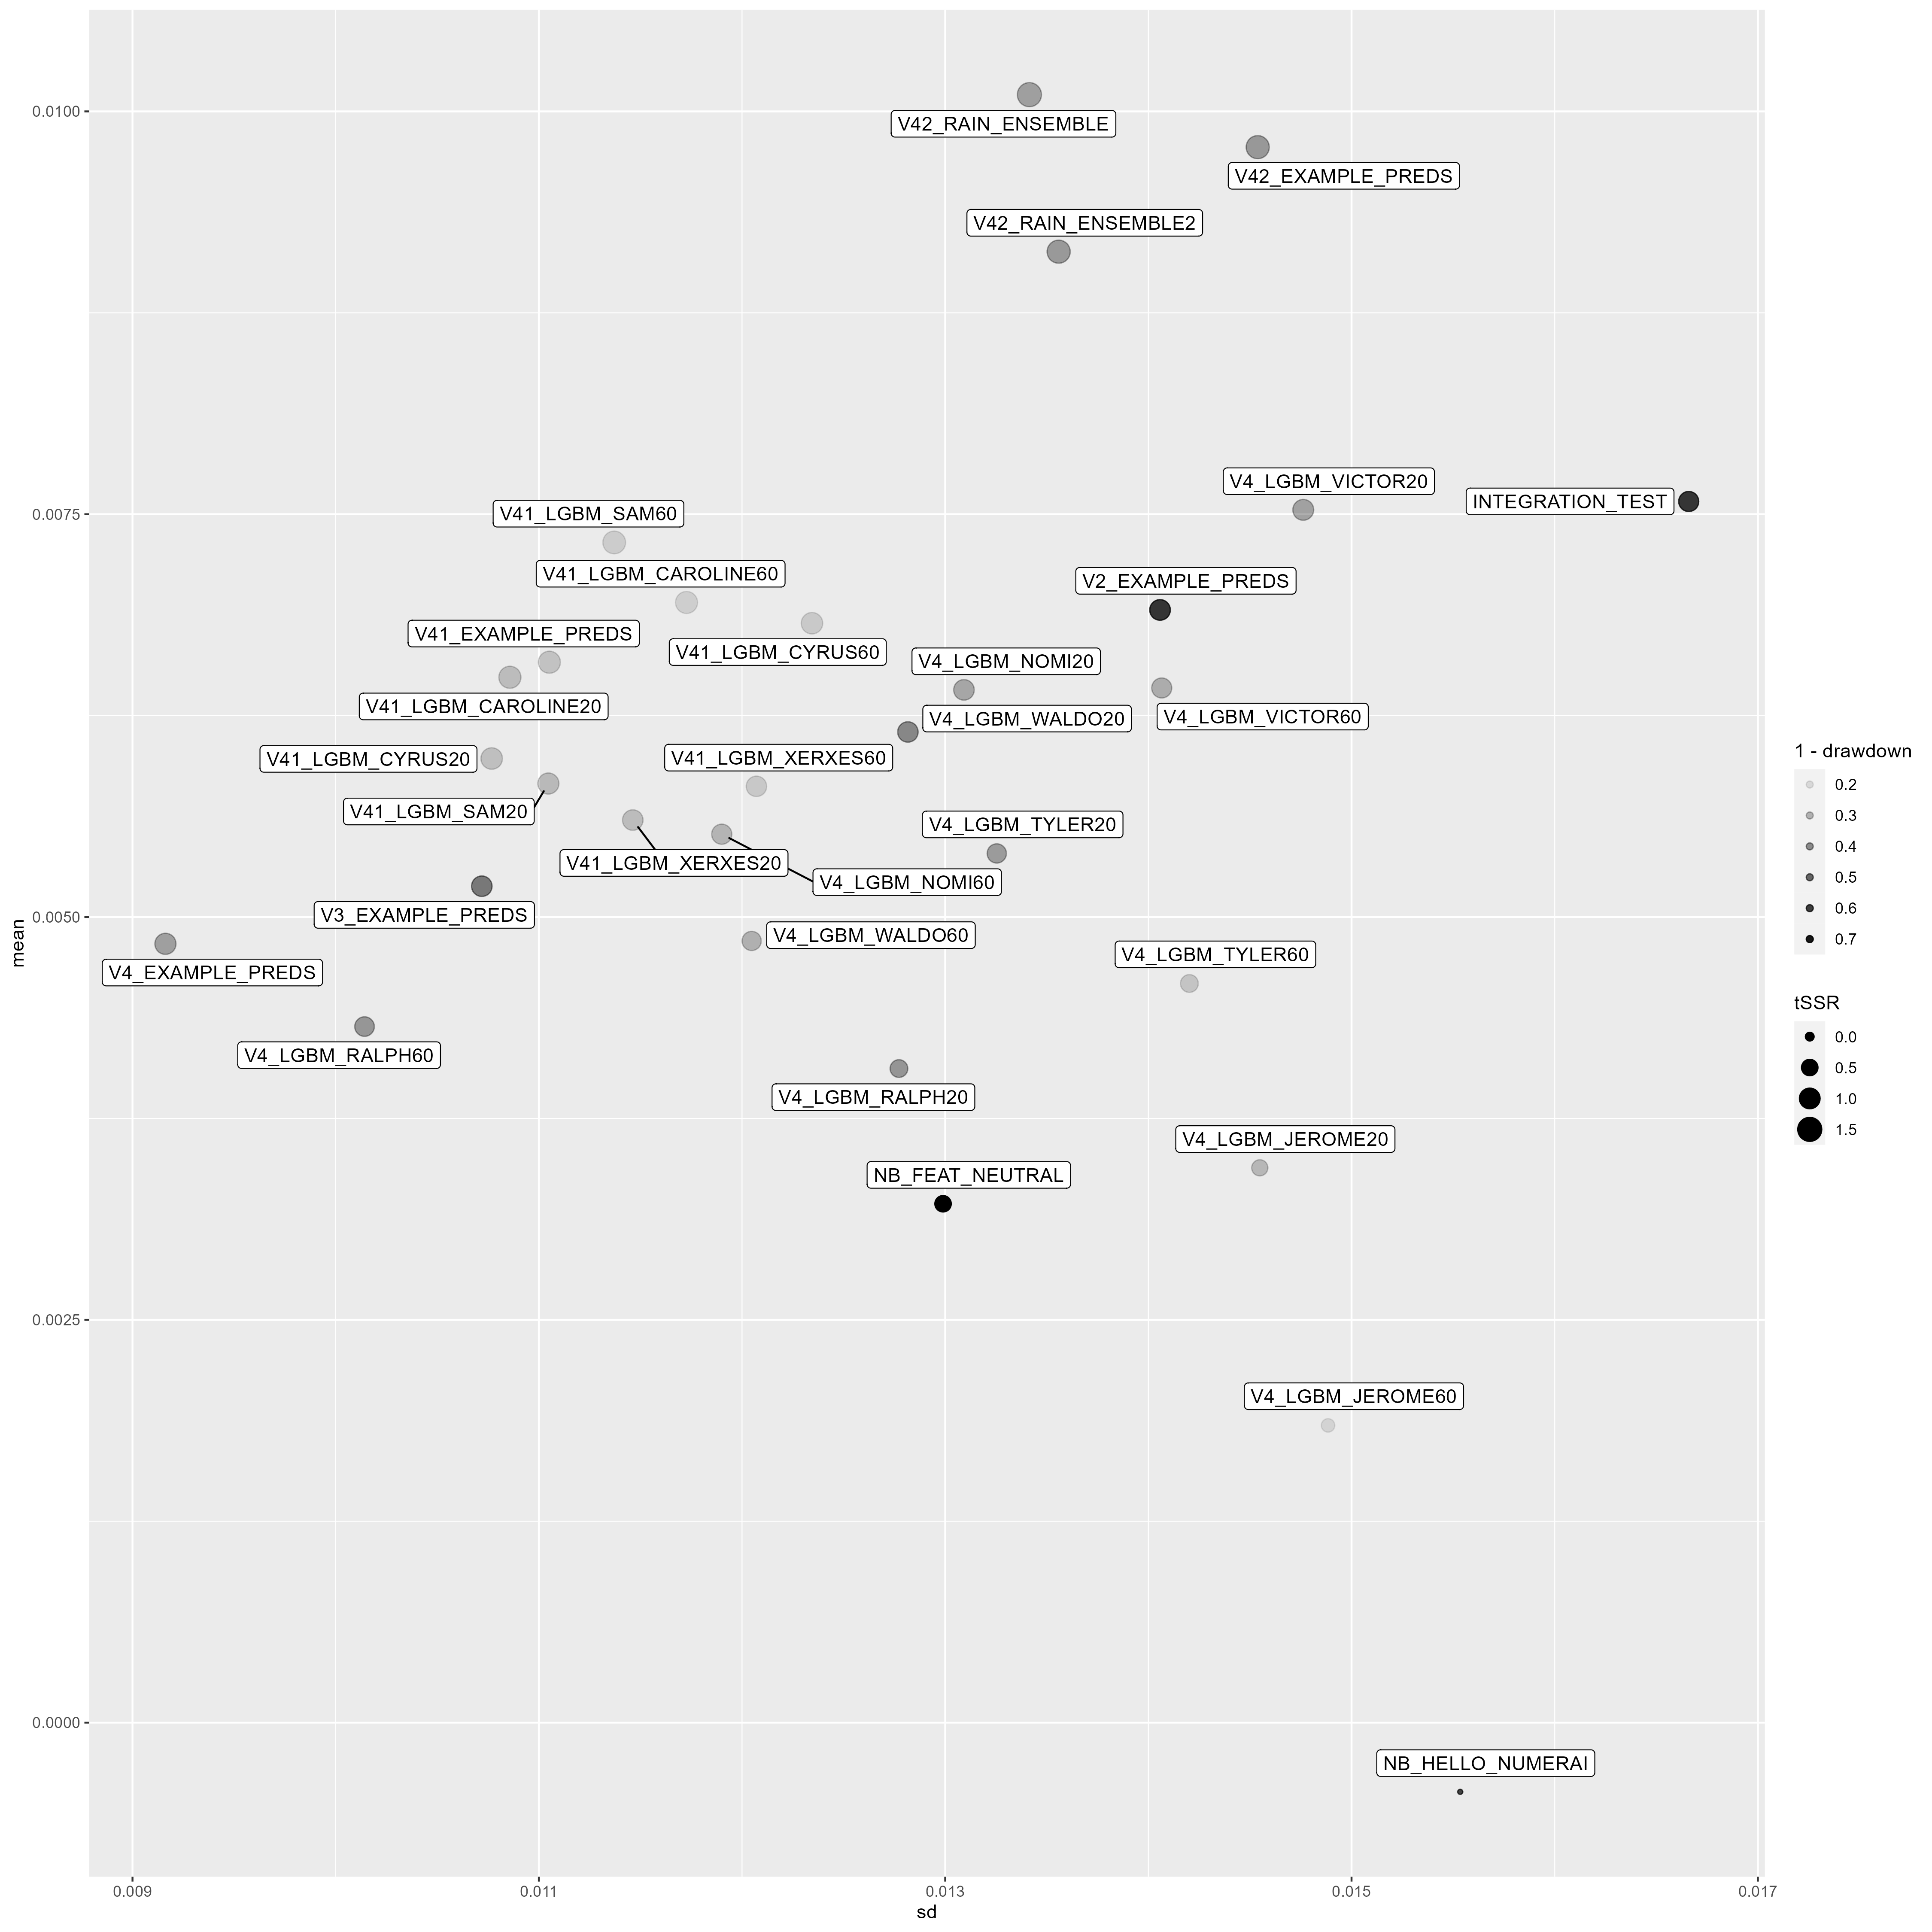 0.0100
V42_RAIN_ENSEMBLE
V42_EXAMPLE_PREDS
V42_RAIN_ENSEMBLE2
V4_LGBM_VICTOR20
INTEGRATION_TEST
0.0075
V41_LGBM_SAM60
V41_LGBM_CAROLINE60
V2_EXAMPLE_PREDS
V41_EXAMPLE_PREDS
V41_LGBM_CYRUS60
V4_LGBM_NOMI20
V41_LGBM_CAROLINE20
V4_LGBM_WALDO20
V4_LGBM_VICTOR60
V41_LGBM_CYRUS20
V41_LGBM_XERXES60
V41_LGBM_SAM20
V4_LGBM_TYLER20
V41_LGBM_XERXES20
V4_LGBM_NOMI60
0.0050
V3_EXAMPLE_PREDS
V4_LGBM_WALDO60
V4_LGBM_TYLER60
V4_EXAMPLE_PREDS
V4_LGBM_RALPH60
V4_LGBM_RALPH20
V4_LGBM_JEROME20
NB_FEAT_NEUTRAL
0.0025
V4_LGBM_JEROME60
0.0000
NB_HELLO_NUMERAI
mean
0.009
0.011
0.013
0.015
0.017
sd
1 - drawdown
0.2
0.3
0.4
0.5
0.6
0.7
tSSR
0.0
0.5
1.0
1.5